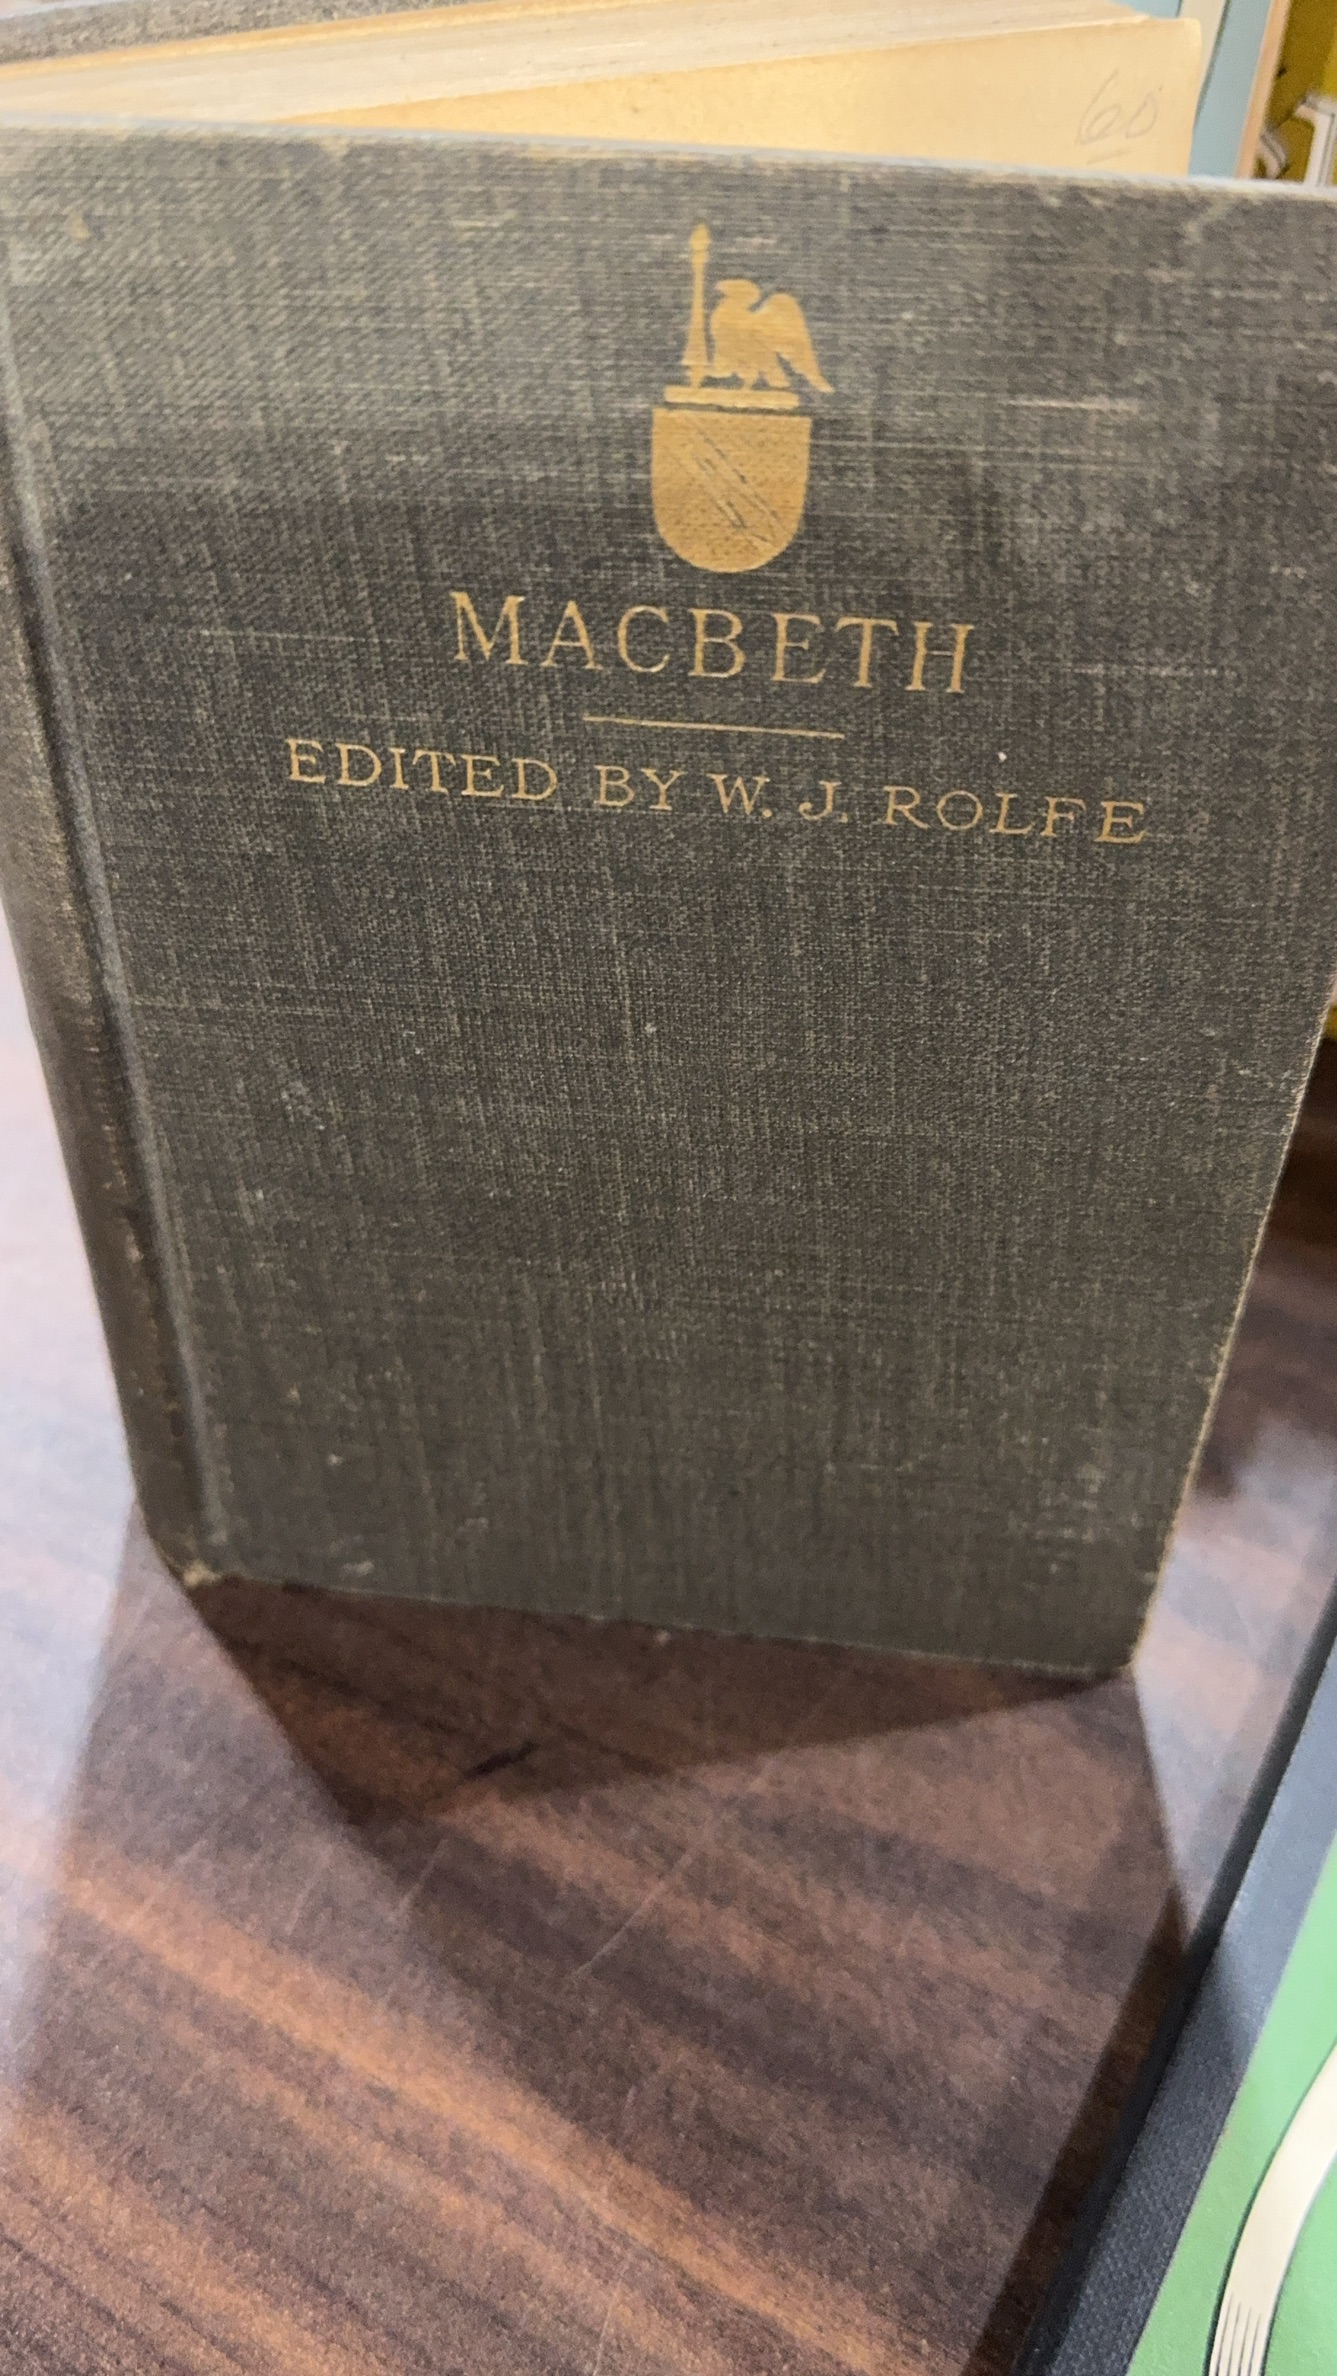 60
MACBETH
EDITED BY W. J. ROLFE